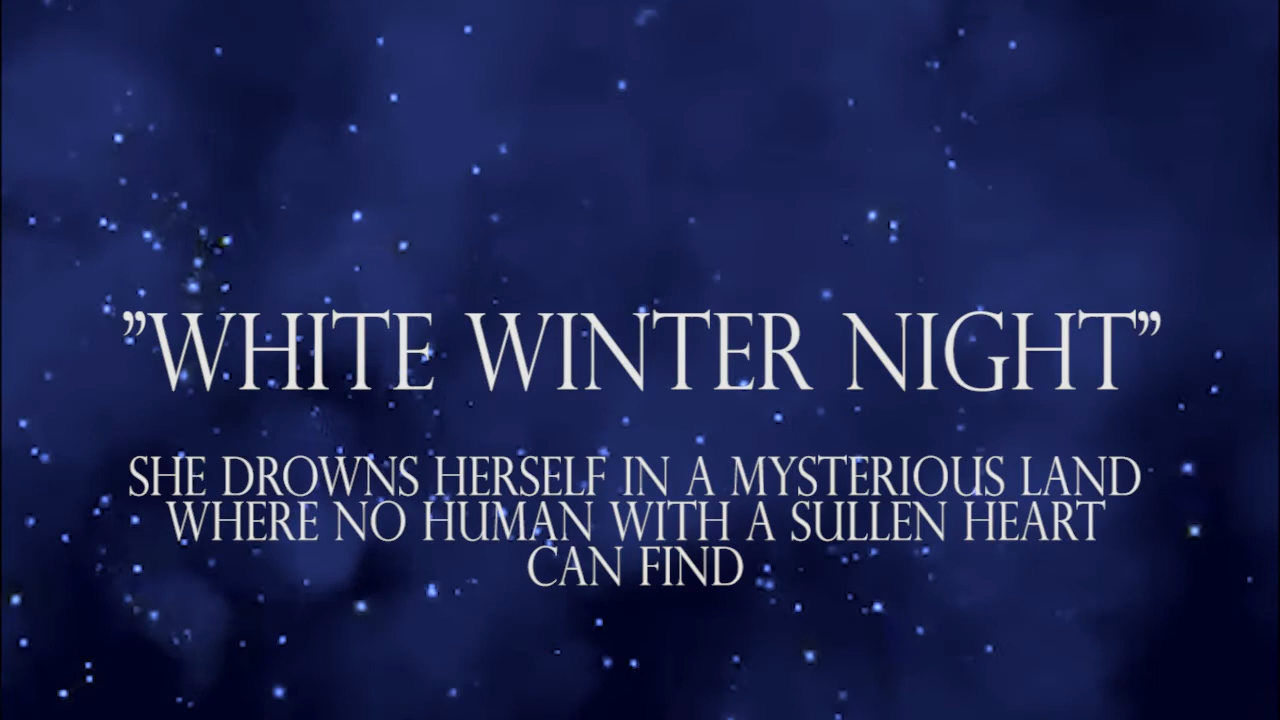 ”WHITE WINTER NIGHT”
SHE DROWNS HERSELF IN A MYSTERIOUS LAND
WHERE NO HUMAN WITH A SULLEN HEART
CAN FIND